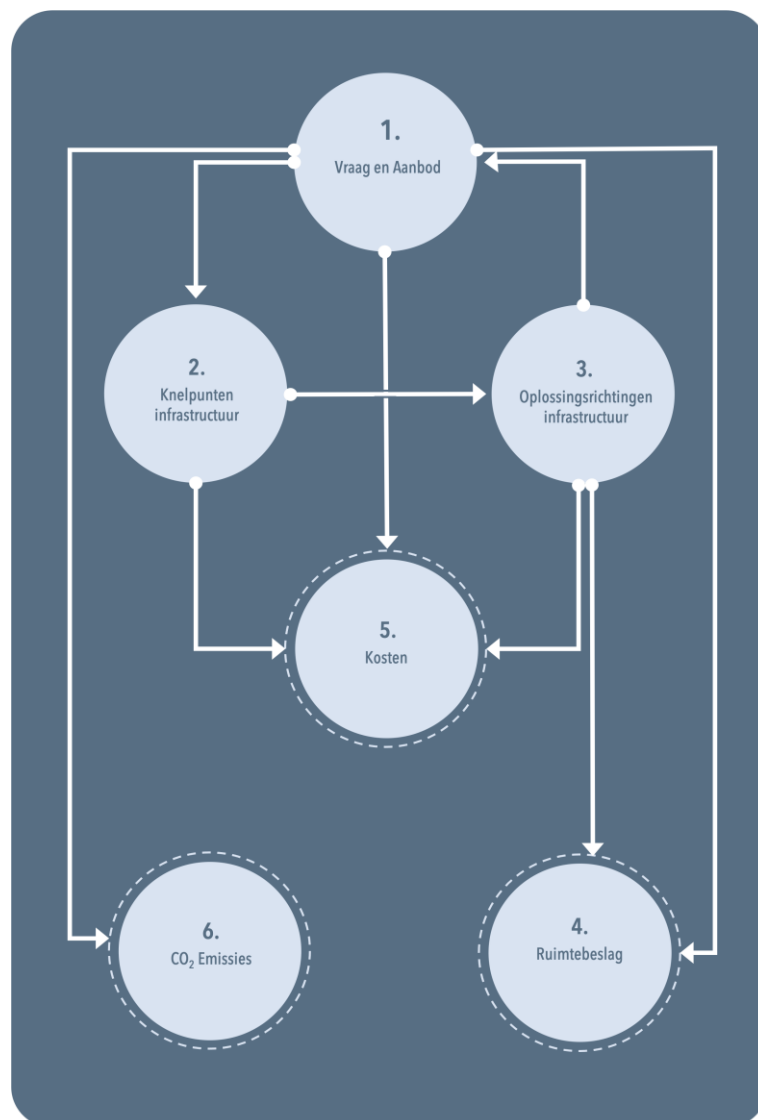 1.
Vraag en Aanbod
2.
Knelpunten
infrastructuur
3.
Oplossingsrichtingen
infrastructuur
5.
Kosten
6.
CO₂ Emissies
4.
Ruimtebeslag